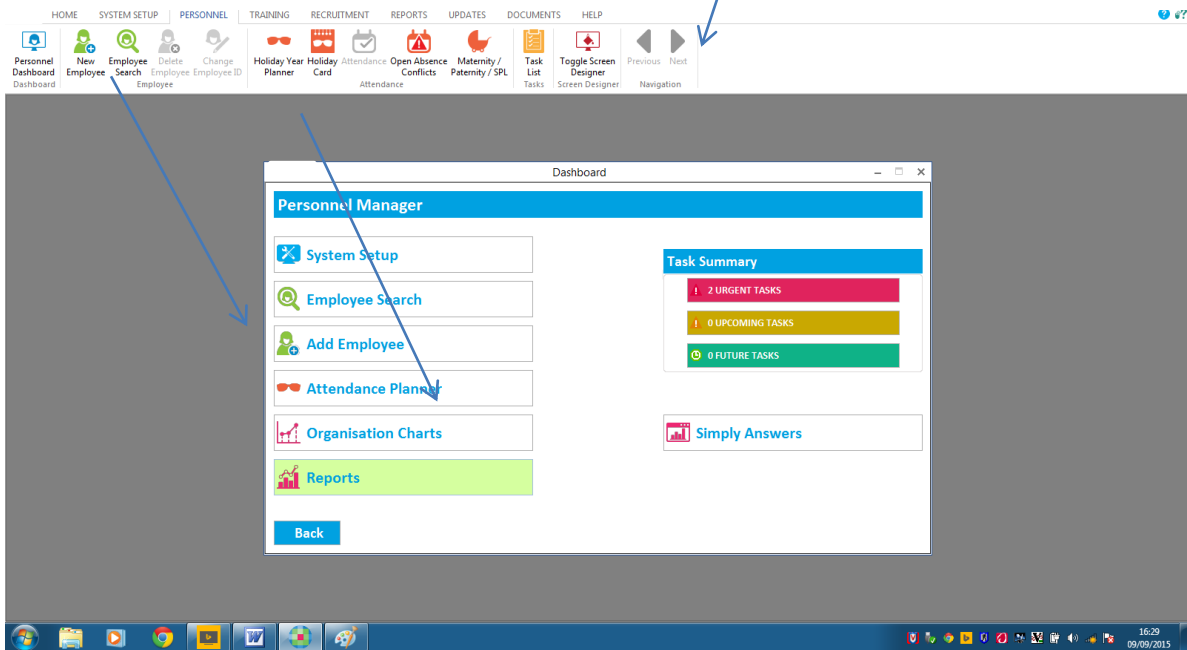 HOME SYSTEM SETUP PERSONNEL TRAINING RECRUITMENT REPORTS UPDATES DOCUMENTS HELP
Personnel New Employee Delete Change Holiday Year Holiday Attendance Open Absence Maternity / Task Toggle Screen Previous Next
Dashboard Employee Search Employee Employee ID Planner Card Conflicts Paternity / SPL List Designer
Dashboard Employee Attendance Tasks Screen Designer Navigation
Dashboard
Personnel Manager
System Setup
Task Summary
2 URGENT TASKS
Employee Search
0 UPCOMING TASKS
Add Employee
0 FUTURE TASKS
Attendance Planner
Organisation Charts
Simply Answers
Reports
Back
16:29
09/09/2015